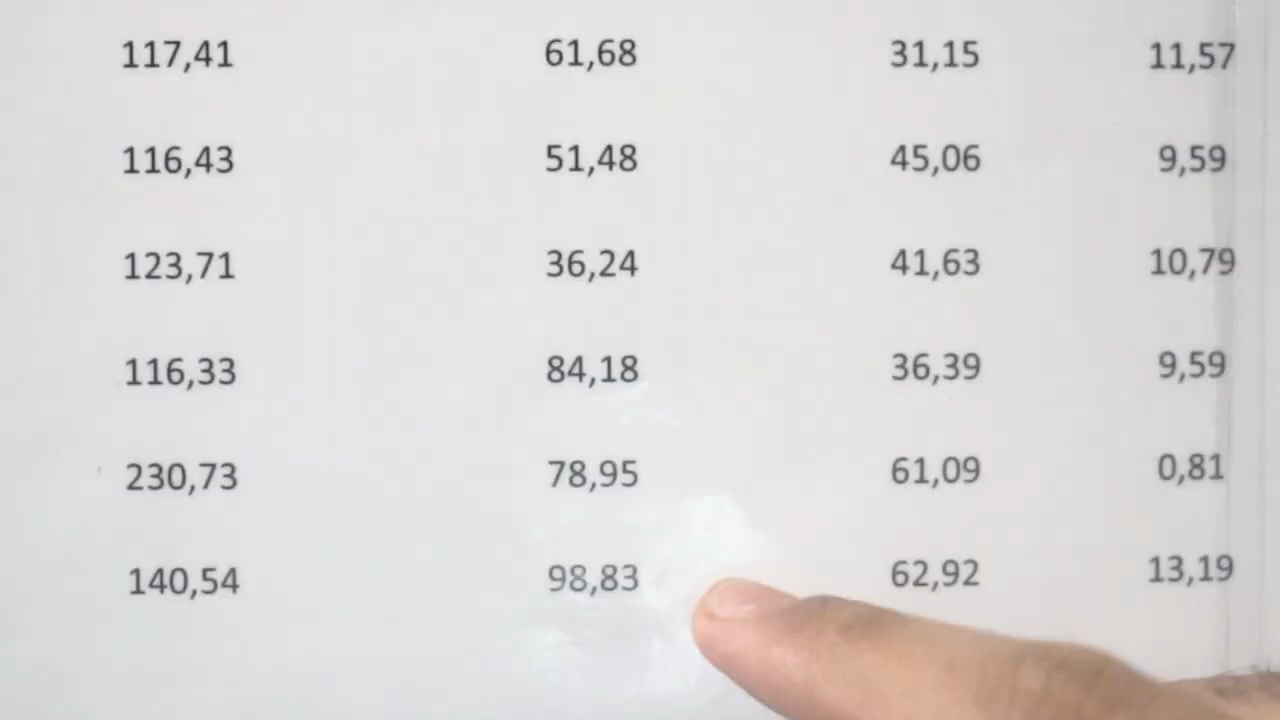 117,41 61,68 31,15 11,57
116,43 51,48 45,06 9,59
123,71 36,24 41,63 10,79
116,33 84,18 36,39 9,59
230,73 78,95 61,09 0,81
140,54 98,83 62,92 13,19